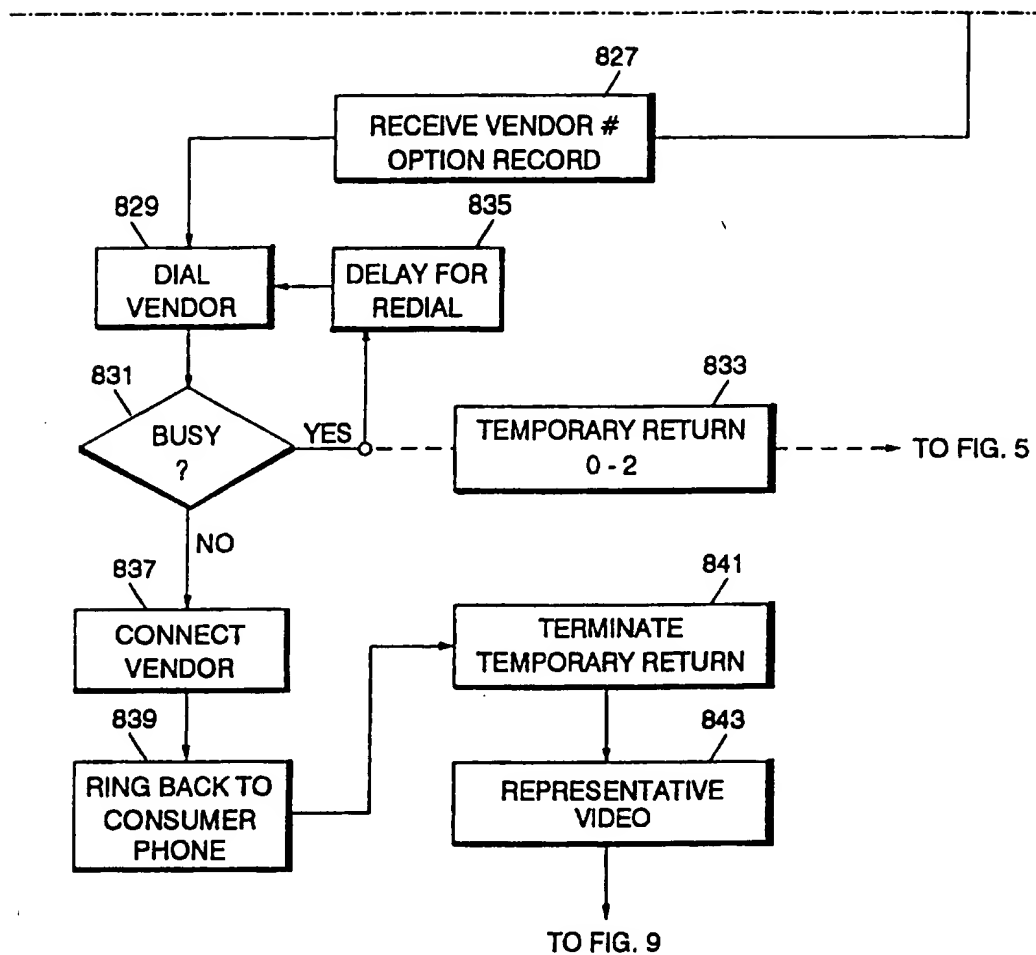 827
RECEIVE VENDOR #
OPTION RECORD
829
DIAL
VENDOR
835
DELAY FOR
REDIAL
831
BUSY
?
YES
833
TEMPORARY RETURN
0 - 2
TO FIG. 5
NO
837
CONNECT
VENDOR
841
TERMINATE
TEMPORARY RETURN
839
RING BACK TO
CONSUMER
PHONE
843
REPRESENTATIVE
VIDEO
TO FIG. 9